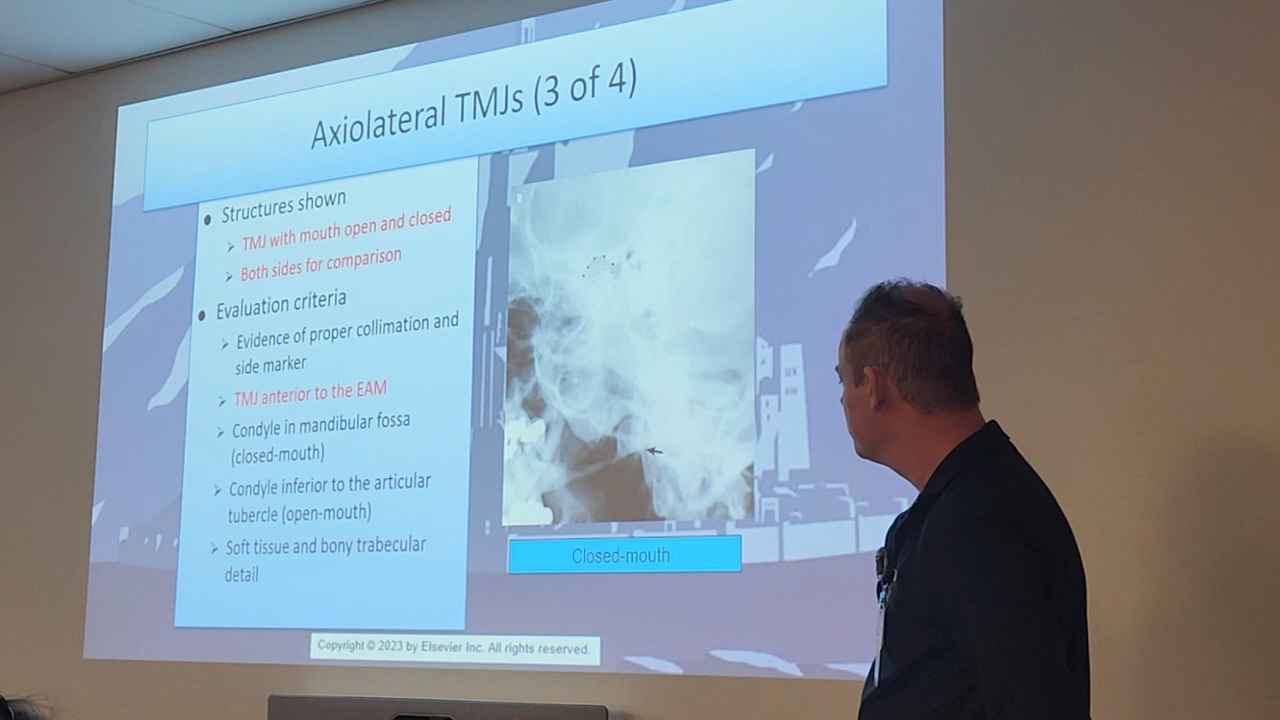 Axiolateral TMJs (3 of 4)
Structures shown
TMJ with mouth open and closed
Both sides for comparison
Evaluation criteria
Evidence of proper collimation and
side marker
TMJ anterior to the EAM
Condyle in mandibular fossa
(closed-mouth)
Condyle inferior to the articular
tubercle (open-mouth)
Soft tissue and bony trabecular
detail
Closed-mouth
Copyright © 2023 by Elsevier Inc. All rights reserved.